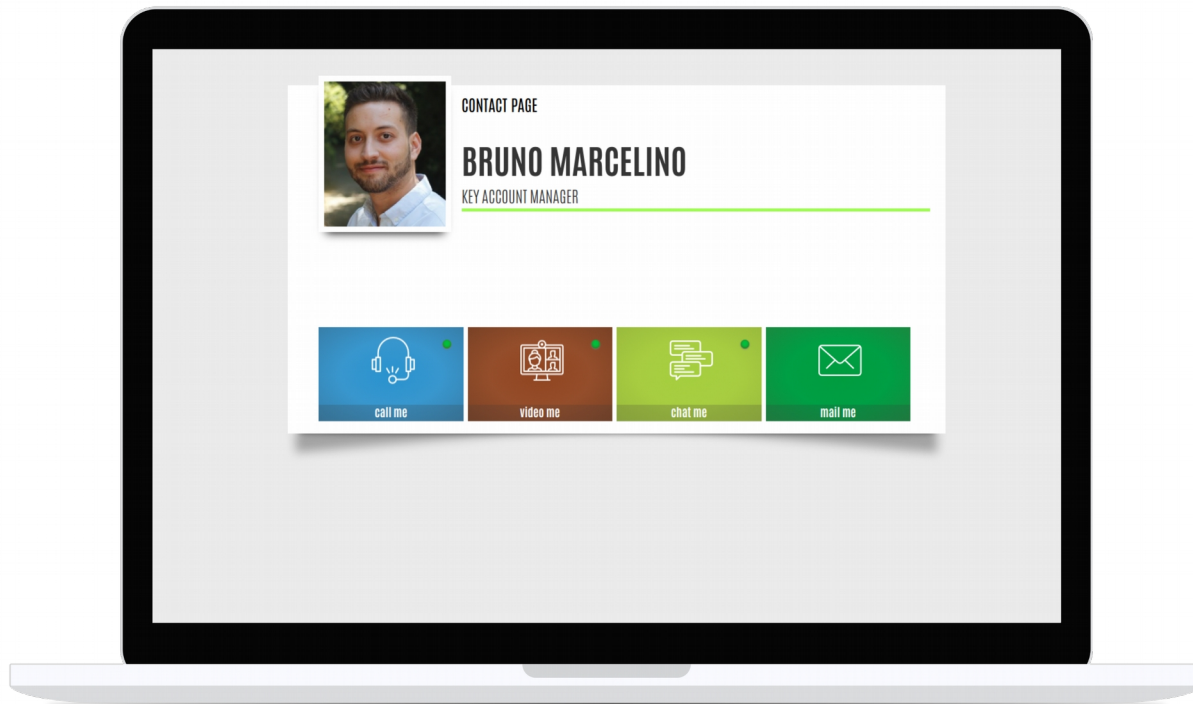 CONTACT PAGE
BRUNO MARCELINO
KEY ACCOUNT MANAGER
call me
video me
chat me
mail me